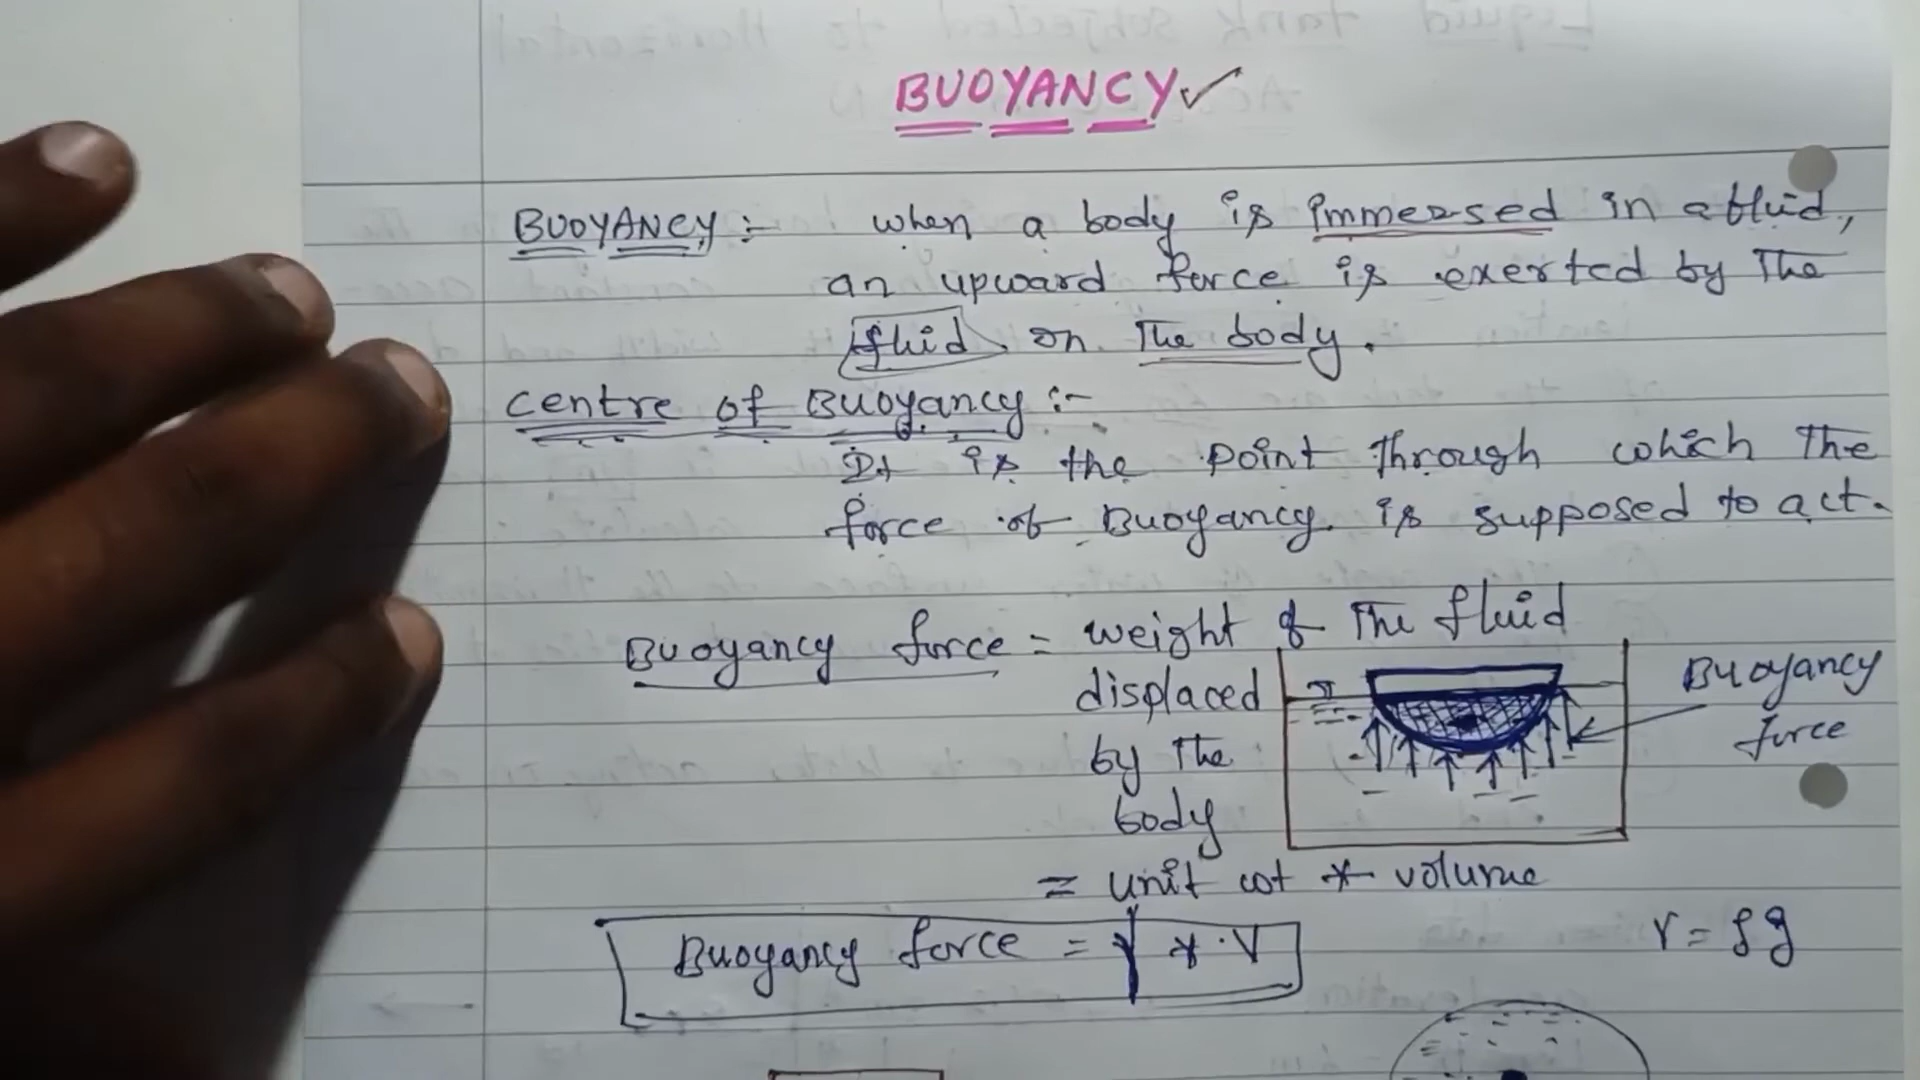 BUOYANCY✓
BUOYANCY :- when a body is immersed in a fluid,
an upward force is exerted by The
fluid on The body.
centre of Buoyancy :-
It is the point through which The
force of Buoyancy is supposed to act.
Buoyancy force = weight of The fluid
displaced
by The
body
Buoyancy
force
= unit wt * volume
Buoyancy force = γ * V
γ = ρg